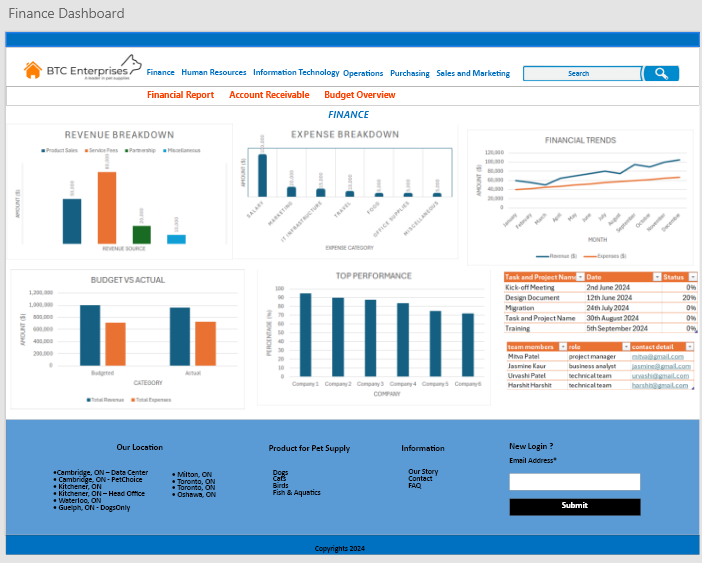 Finance Dashboard
BTC Enterprises
A leader in pet supplies
Finance Human Resources Information Technology Operations Purchasing Sales and Marketing
Search
Financial Report Account Receivable Budget Overview
FINANCE
REVENUE BREAKDOWN
Product Sales Service Fees Partnership Miscellaneous
AMOUNT ($)
REVENUE SOURCE
EXPENSE BREAKDOWN
AMOUNT ($)
SALARY
MARKETING
IT INFRASTRUCTURE
TRAVEL
FOOD
OFFICE SUPPLIES
MISCELLANEOUS
EXPENSE CATEGORY
FINANCIAL TRENDS
AMOUNT ($)
120,000
100,000
80,000
60,000
40,000
20,000
0
January
February
March
April
May
June
July
August
September
October
November
December
MONTH
Revenue ($) Expenses ($)
BUDGET VS ACTUAL
AMOUNT ($)
1,200,000
1,000,000
800,000
600,000
400,000
200,000
0
Budgeted Actual
CATEGORY
Total Revenue Total Expenses
TOP PERFORMANCE
PERCENTAGE (%)
100
90
80
70
60
50
40
30
20
10
0
Company 1 Company 2 Company 3 Company 4 Company 5 Company 6
COMPANY
Task and Project Name Date Status
Kick-off Meeting 2nd June 2024 0%
Design Document 12th June 2024 20%
Migration 24th July 2024 0%
Task and Project Name 30th August 2024 0%
Training 5th September 2024 0%
team members role contact detail
Mitva Patel project manager mitva@gmail.com
Jasmine Kaur business analyst jasmine@gmail.com
Urvashi Patel technical team urvashi@gmail.com
Harshit Harshit technical team harshit@gmail.com
Our Location
•Cambridge, ON – Data Center
• Cambridge, ON - PetChoice
• Kitchener, ON
• Kitchener, ON – Head Office
• Waterloo, ON
• Guelph, ON - DogsOnly
• Milton, ON
• Toronto, ON
• Toronto, ON
• Oshawa, ON
Product for Pet Supply
Dogs
Cats
Birds
Fish & Aquatics
Information
Our Story
Contact
FAQ
New Login ?
Email Address*
Submit
Copyrights 2024